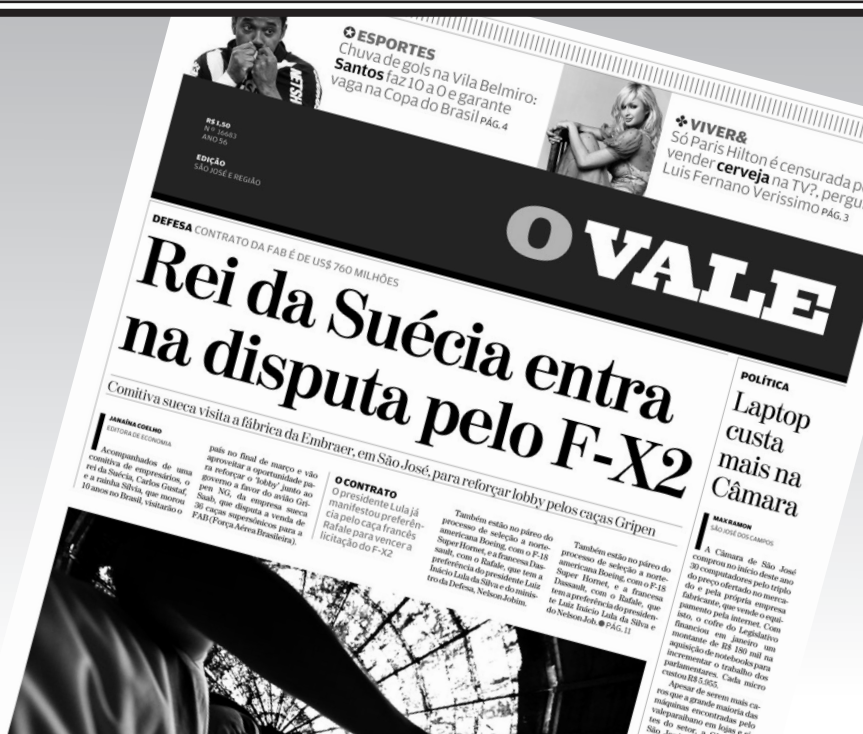 ESPORTES
Chuva de gols na Vila Belmiro:
Santos faz 10 a 0 e garante
vaga na Copa do Brasil PÁG. 4
VIVER&
Só Paris Hilton é censurada
vender cerveja na TV?,
Luis Fernano Verissimo PÁG. 3
R$ 1,50
Nº 16683
ANO 56
EDIÇÃO
SÃO JOSÉ E REGIÃO
O VALE
DEFESA CONTRATO DA FAB É DE US$ 760 MILHÕES
Rei da Suécia entra
na disputa pelo F-X2
Comitiva sueca visita a fábrica da Embraer, em São José, para reforçar lobby pelos caças Gripen
JANAÍNA COELHO
EDITORA DE ECONOMIA
Acompanhados de uma
comitiva de empresários, o
rei da Suécia, Carlos Gustaf,
e a rainha Silvia, que morou
10 anos no Brasil, visitarão o
país no final de março e vão
aproveitar a oportunidade pa-
ra reforçar o 'lobby' junto ao
governo a favor do avião Gri-
pen NG, da empresa sueca
Saab, que disputa a venda de
36 caças supersônicos para a
FAB (Força Aérea Brasileira).
O CONTRATO
O presidente Lula já
manifestou preferên-
cia pelo caça francês
Rafale para vencer a
licitação do F-X2
Também estão no páreo do
processo de seleção a norte-
americana Boeing, com o F-18
Super Hornet, e a francesa Das-
sault, com o Rafale, que tem a
preferência do presidente Luiz
Inácio Lula da Silva e do minis-
tro da Defesa, Nelson Jobim.
Também estão no páreo do
processo de seleção a norte-
americana Boeing, com o F-18
Super Hornet, e a francesa
Dassault, com o Rafale, que
tem a preferência do presiden-
te Luiz Inácio Lula da Silva e
do Nelson Job. PÁG. 11
POLÍTICA
Laptop
custa
mais na
Câmara
MAX RAMON
SÃO JOSÉ DOS CAMPOS
A Câmara de São José
comprou no início deste ano
30 computadores pelo triplo
do preço ofertado no merca-
do e pela própria empresa
fabricante, que vende o equi-
pamento pela internet. Com
isto, o cofre do Legislativo
financiou em janeiro um
montante de R$ 180 mil na
aquisição de notebooks para
incrementar o trabalho dos
parlamentares. Cada micro
custou R$ 5.955.
Apesar de serem mais ca-
ros que a grande maioria das
máquinas encontradas pelo
valeparaibano em lojas e
tes do setor, a